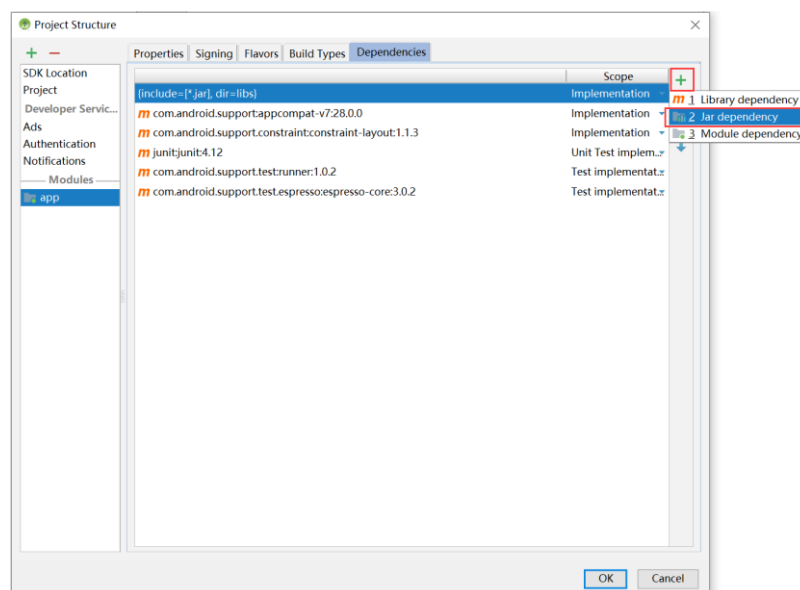 Project Structure
Properties Signing Flavors Build Types Dependencies
SDK Location
Project
Developer Servic...
Ads
Authentication
Notifications
Modules
app
Scope
{include=[*.jar], dir=libs} Implementation
m com.android.support:appcompat-v7:28.0.0 Implementation
m com.android.support.constraint:constraint-layout:1.1.3 Implementation
m junit:junit:4.12 Unit Test implem...
m com.android.support.test:runner:1.0.2 Test implementat...
m com.android.support.test.espresso:espresso-core:3.0.2 Test implementat...
m 1 Library dependency
2 Jar dependency
3 Module dependency
OK Cancel